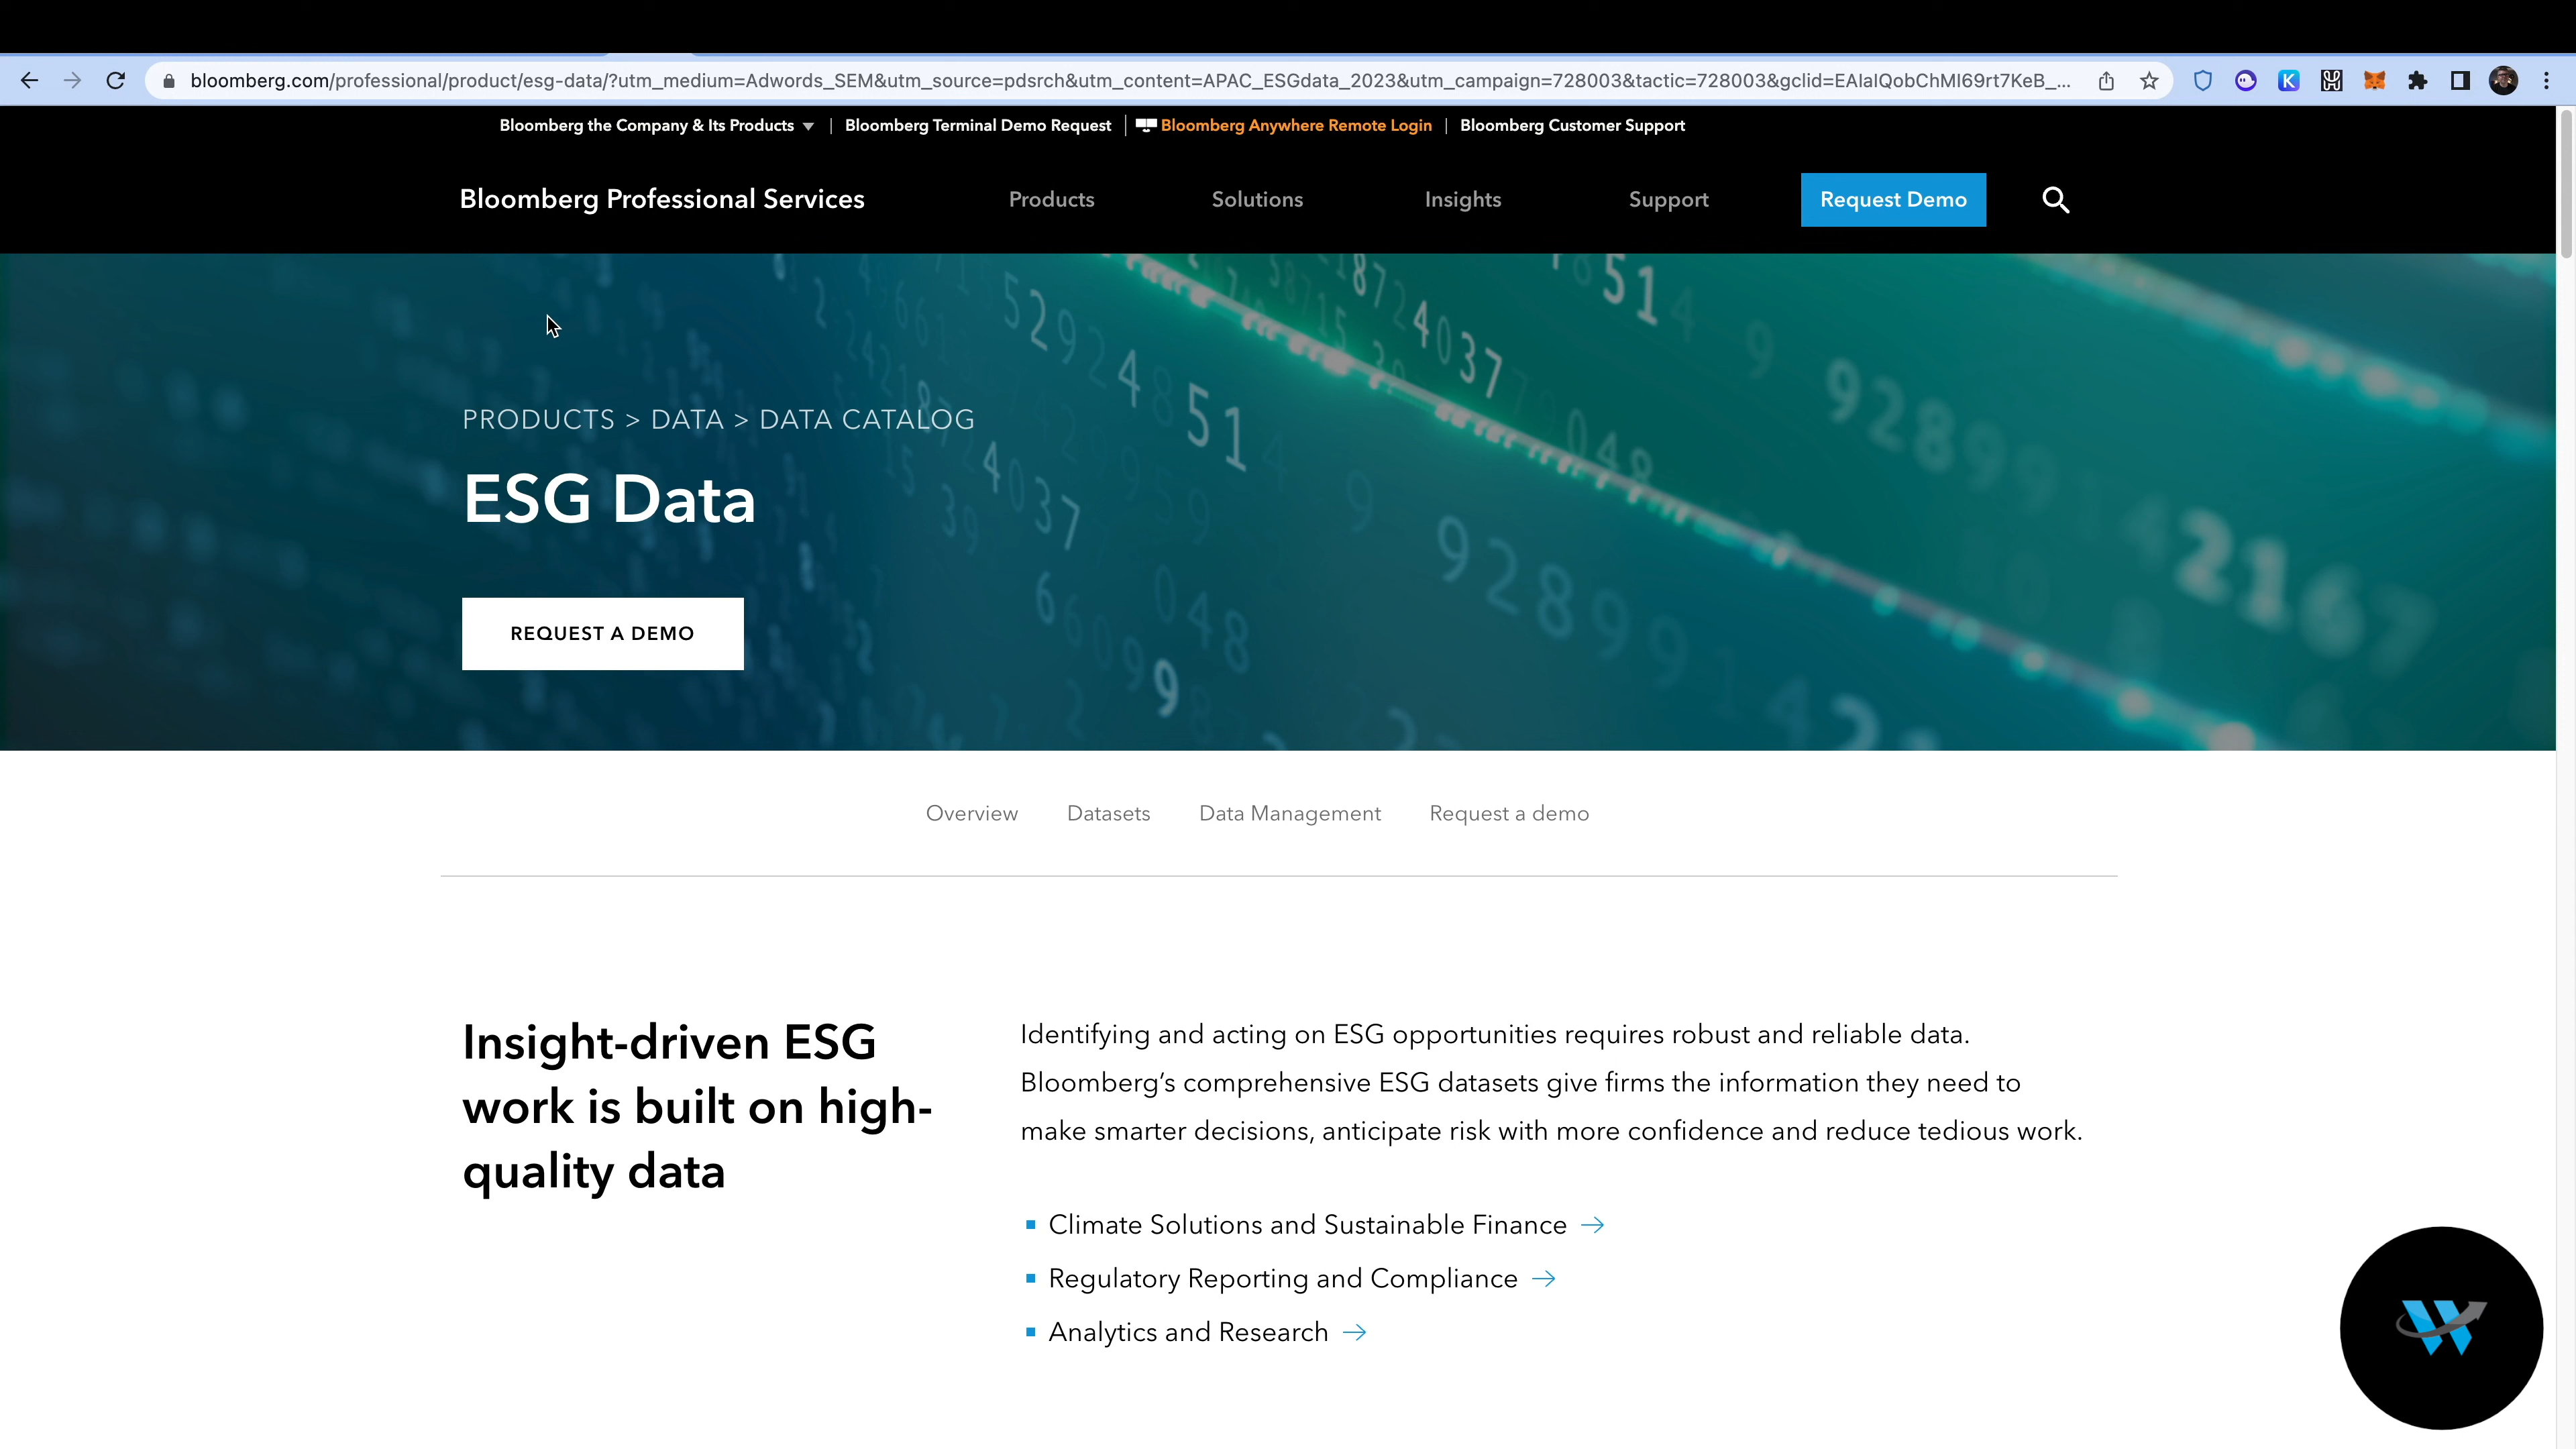 bloomberg.com/professional/product/esg-data/?utm_medium=Adwords_SEM&utm_source=pdsrch&utm_content=APAC_ESGdata_2023&utm_campaign=728003&tactic=728003&gclid=EAIaIQobChMI69rt7KeB_...
Bloomberg the Company & Its Products
Bloomberg Terminal Demo Request
Bloomberg Anywhere Remote Login
Bloomberg Customer Support
Bloomberg Professional Services
Products
Solutions
Insights
Support
Request Demo
PRODUCTS > DATA > DATA CATALOG
ESG Data
REQUEST A DEMO
Overview
Datasets
Data Management
Request a demo
Insight-driven ESG
work is built on high-
quality data
Identifying and acting on ESG opportunities requires robust and reliable data.
Bloomberg’s comprehensive ESG datasets give firms the information they need to
make smarter decisions, anticipate risk with more confidence and reduce tedious work.
Climate Solutions and Sustainable Finance
Regulatory Reporting and Compliance
Analytics and Research